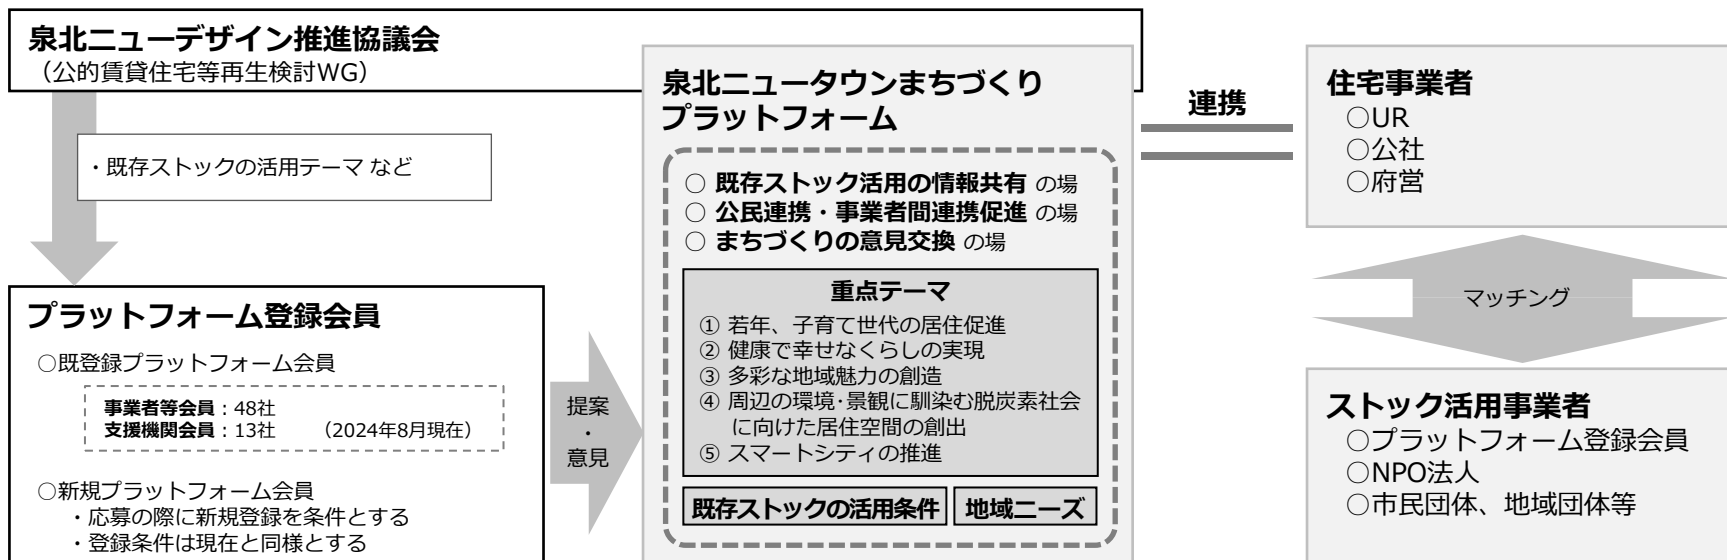 泉北ニューデザイン推進協議会
（公的賃貸住宅等再生検討WG）
・既存ストックの活用テーマ など
プラットフォーム登録会員
○既登録プラットフォーム会員
事業者等会員：48社
支援機関会員：13社　（2024年8月現在）
○新規プラットフォーム会員
・応募の際に新規登録を条件とする
・登録条件は現在と同様とする
提案
・
意見
泉北ニュータウンまちづくり
プラットフォーム
○ 既存ストック活用の情報共有 の場
○ 公民連携・事業者間連携促進 の場
○ まちづくりの意見交換 の場
重点テーマ
① 若年、子育て世代の居住促進
② 健康で幸せなくらしの実現
③ 多彩な地域魅力の創造
④ 周辺の環境･景観に馴染む脱炭素社会
に向けた居住空間の創出
⑤ スマートシティの推進
既存ストックの活用条件
地域ニーズ
連携
住宅事業者
○UR
○公社
○府営
マッチング
ストック活用事業者
○プラットフォーム登録会員
○NPO法人
○市民団体、地域団体等